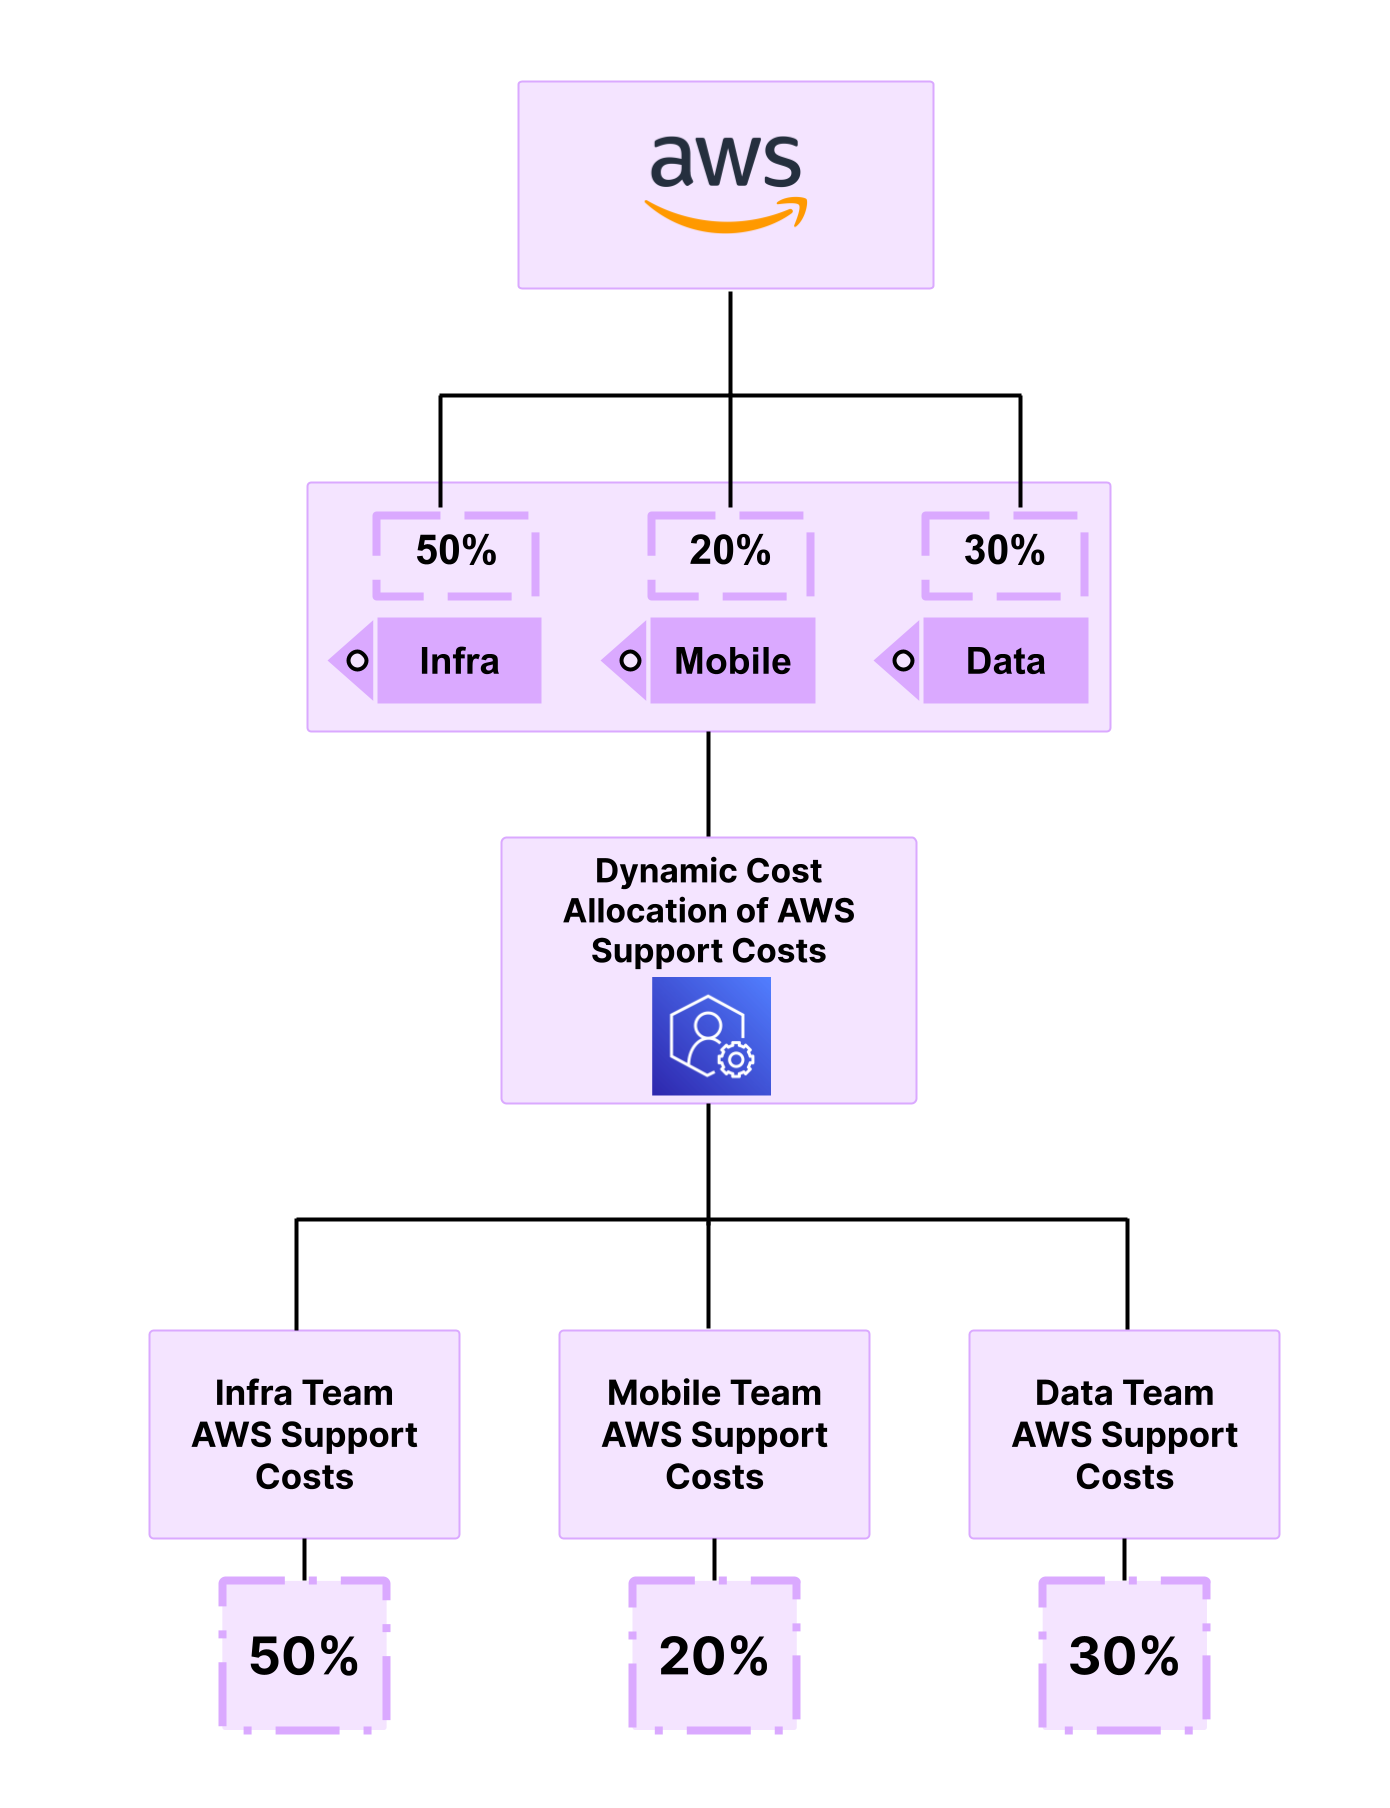 aws
50%
20%
30%
Infra
Mobile
Data
Dynamic Cost
Allocation of AWS
Support Costs
Infra Team
AWS Support
Costs
Mobile Team
AWS Support
Costs
Data Team
AWS Support
Costs
50%
20%
30%